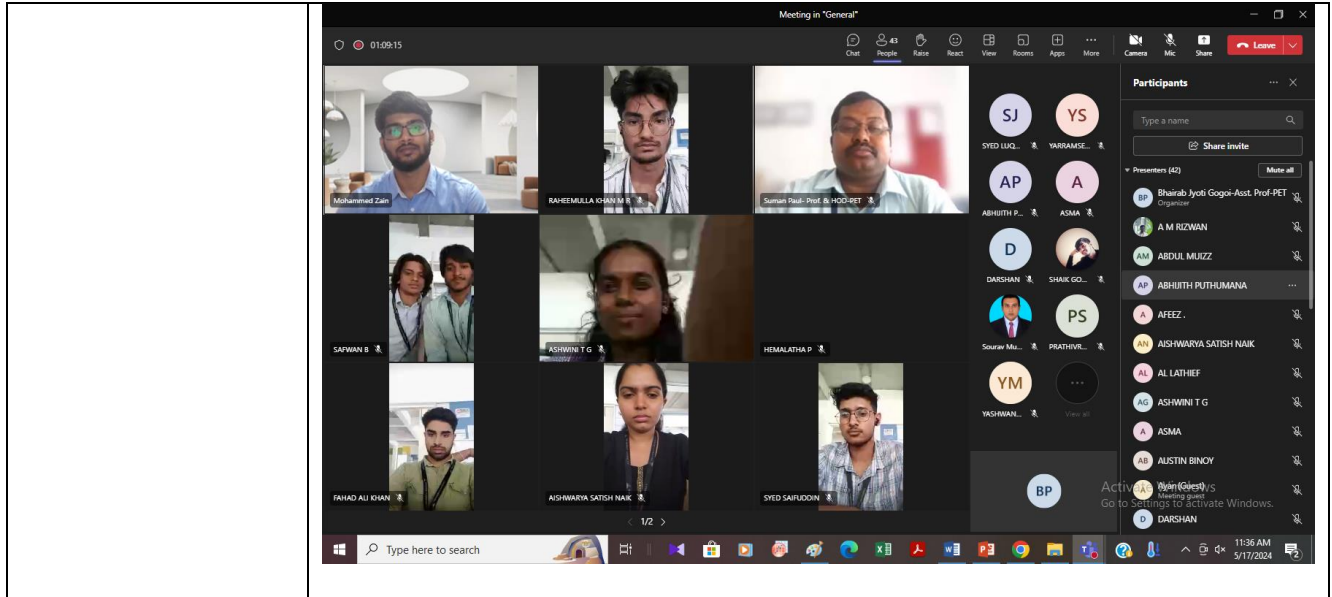 Meeting in "General"
01:09:15
Chat
43
People
Raise
React
View
Rooms
Apps
More
Camera
Mic
Share
Leave
Mohammed Zain
RAHEEMULLA KHAN M R
Suman Paul- Prof. & HOD-PET
SAFWAN B
ASHWINI T G
HEMALATHA P
FAHAD ALI KHAN
AISHWARYA SATISH NAIK
SYED SAIFUDDIN
1/2
SJ
SYED LUQ...
YS
YARRAMSE...
AP
ABHIJITH P...
A
ASMA
D
DARSHAN
SHAIK GO...
Sourav Mu...
PS
PRATHIVR...
YM
YASHWAN...
View all
BP
Participants
Type a name
Share invite
Presenters (42)
Mute all
BP
Bhairab Jyoti Gogoi-Asst. Prof-PET
Organizer
A M RIZWAN
AM
ABDUL MUIZZ
AP
ABHIJITH PUTHUMANA
A
AFEEZ .
AN
AISHWARYA SATISH NAIK
AL
AL LATHIEF
AG
ASHWINI T G
A
ASMA
AB
AUSTIN BINOY
Ayan (Guest)
Meeting guest
D
DARSHAN
Activate Windows
Go to Settings to activate Windows.
Type here to search
11:36 AM
5/17/2024
2